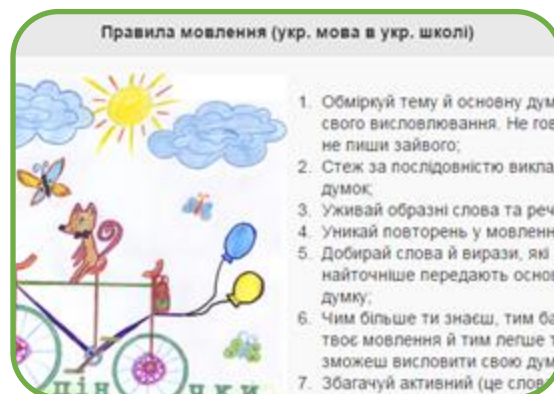 Правила мовлення (укр. мова в укр. школі)
1. Обміркуй тему й основну дум
свого висловлювання. Не гов
не пиши зайвого;
2. Стеж за послідовністю викла
думок;
3. Уживай образні слова та реч
4. Уникай повторень у мовленн
5. Добирай слова й вирази, які
найточніше передають основ
думку;
6. Чим більше ти знаєш, тим ба
твоє мовлення й тим легше т
зможеш висловити свою дум
7. Збагачуй активний (це слов
пін чки